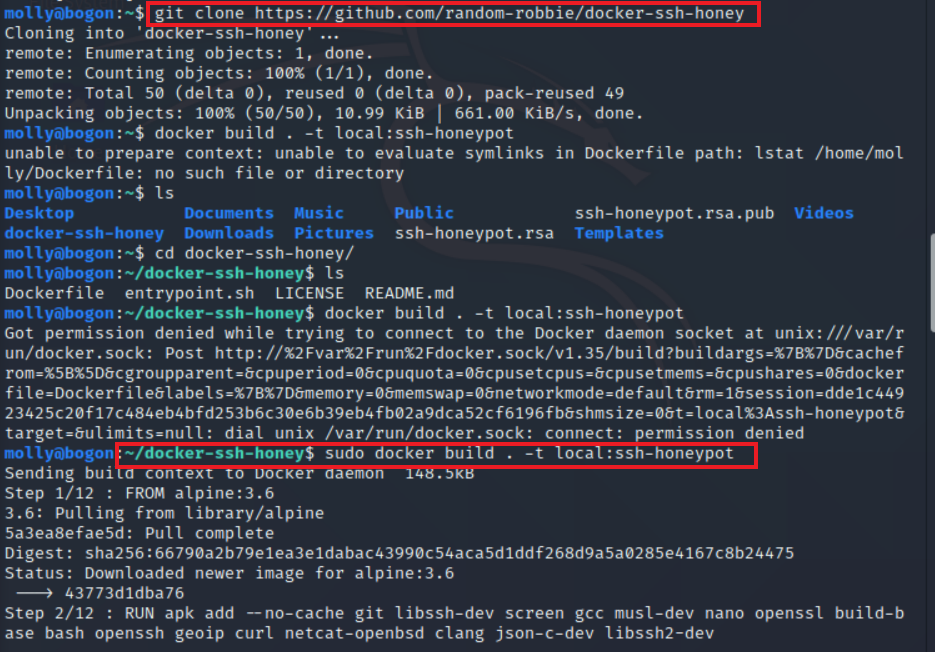 molly@bogon:~$ git clone https://github.com/random-robbie/docker-ssh-honey
Cloning into 'docker-ssh-honey'...
remote: Enumerating objects: 1, done.
remote: Counting objects: 100% (1/1), done.
remote: Total 50 (delta 0), reused 0 (delta 0), pack-reused 49
Unpacking objects: 100% (50/50), 10.99 KiB | 661.00 KiB/s, done.
molly@bogon:~$ docker build . -t local:ssh-honeypot
unable to prepare context: unable to evaluate symlinks in Dockerfile path: lstat /home/mol
ly/Dockerfile: no such file or directory
molly@bogon:~$ ls
Desktop Documents Music Public ssh-honeypot.rsa.pub Videos
docker-ssh-honey Downloads Pictures ssh-honeypot.rsa Templates
molly@bogon:~$ cd docker-ssh-honey/
molly@bogon:~/docker-ssh-honey$ ls
Dockerfile entrypoint.sh LICENSE README.md
molly@bogon:~/docker-ssh-honey$ docker build . -t local:ssh-honeypot
Got permission denied while trying to connect to the Docker daemon socket at unix:///var/r
un/docker.sock: Post http://%2Fvar%2Frun%2Fdocker.sock/v1.35/build?buildargs=%7B%7D&cachef
rom=%5B%5D&cgroupparent=&cpuperiod=0&cpuquota=0&cpusetcpus=&cpusetmems=&cpushares=0&docker
file=Dockerfile&labels=%7B%7D&memory=0&memswap=0&networkmode=default&rm=1&session=dde1c449
23425c20f17c484eb4bfd253b6c30e6b39eb4fb02a9dca52cf6196fb&shmsize=0&t=local%3Assh-honeypot&
target=&ulimits=null: dial unix /var/run/docker.sock: connect: permission denied
molly@bogon:~/docker-ssh-honey$ sudo docker build . -t local:ssh-honeypot
Sending build context to Docker daemon 148.5kB
Step 1/12 : FROM alpine:3.6
3.6: Pulling from library/alpine
5a3ea8efae5d: Pull complete
Digest: sha256:66790a2b79e1ea3e1dabac43990c54aca5d1ddf268d9a5a0285e4167c8b24475
Status: Downloaded newer image for alpine:3.6
---> 43773d1dba76
Step 2/12 : RUN apk add --no-cache git libssh-dev screen gcc musl-dev nano openssl build-b
ase bash openssh geoip curl netcat-openbsd clang json-c-dev libssh2-dev